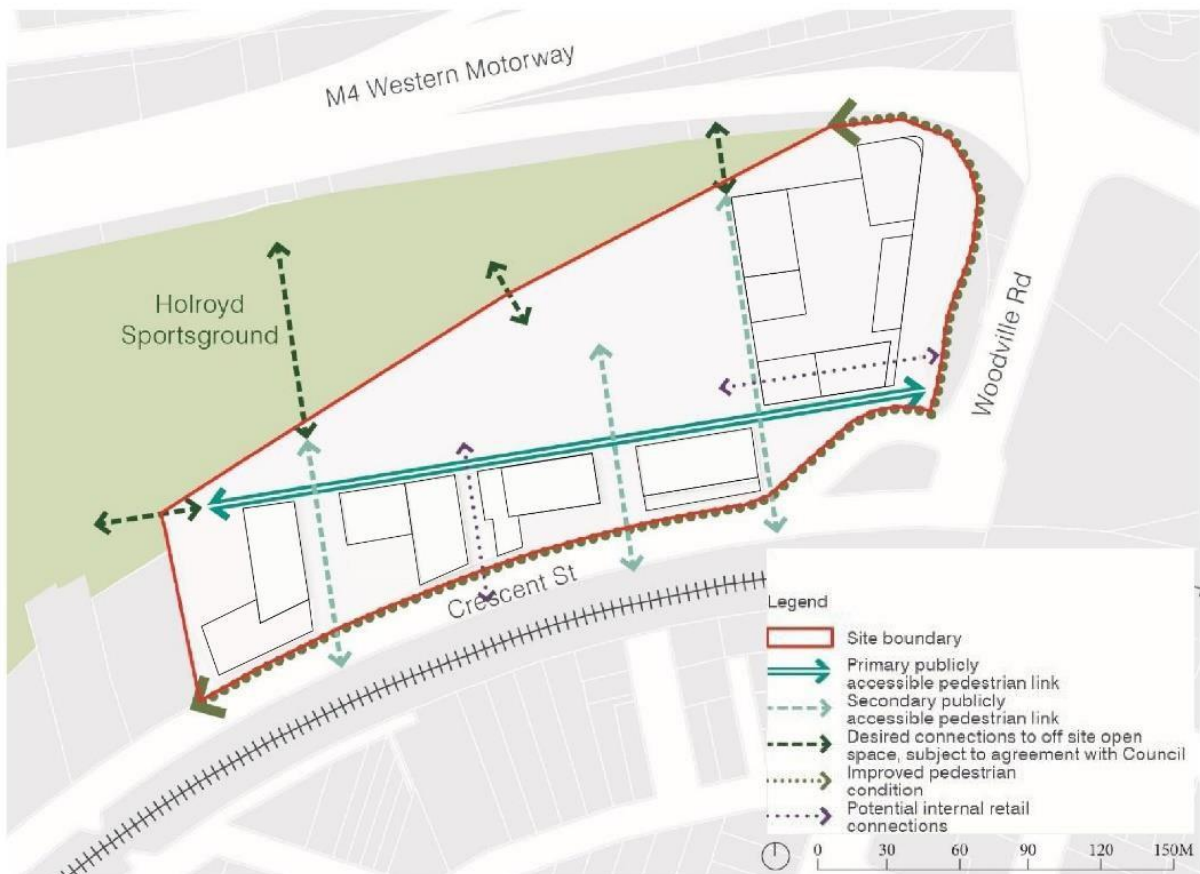 M4 Western Motorway
Holroyd
Sportsground
Woodville Rd
Crescent St
Legend
Site boundary
Primary publicly
accessible pedestrian link
Secondary publicly
accessible pedestrian link
Desired connections to off site open
space, subject to agreement with Council
Improved pedestrian
condition
Potential internal retail
connections
0 30 60 90 120 150M